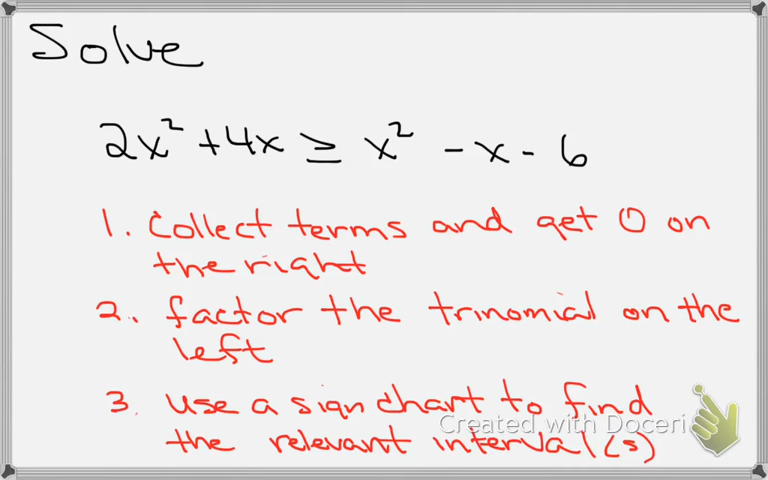 Solve
2x² + 4x ≥ x² - x - 6
1. Collect terms and get 0 on
the right
2. factor the trinomial on the
left
3. Use a sign chart to find
Created with Doceri
the relevant interval(s)